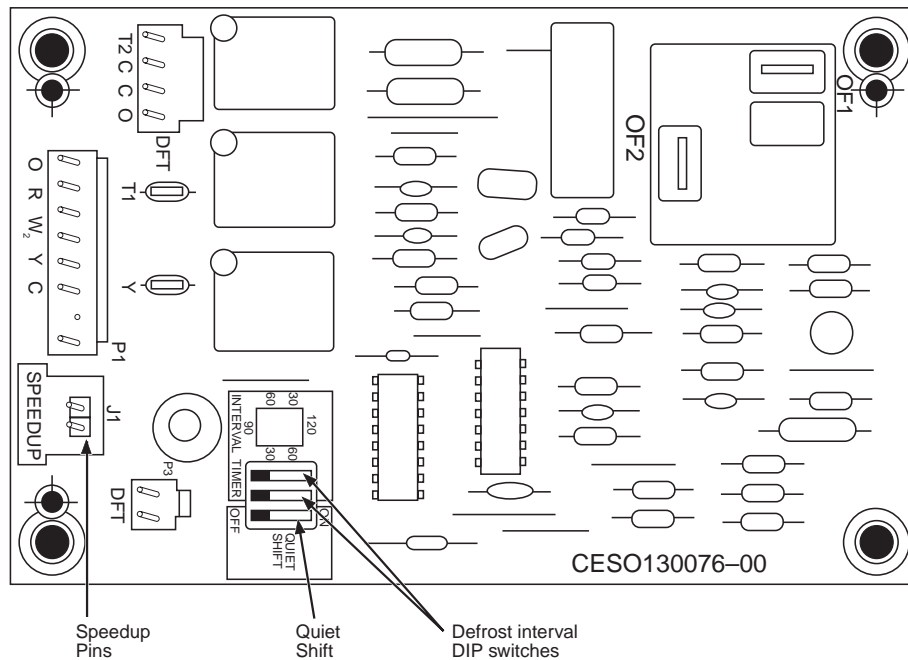 T2 C C O
DFT
OF1
OF2
O R W2 Y C
T1
Y
P1
SPEEDUP
J1
P3
DFT
INTERVAL TIMER
60 30
90 120
30 60
OFF ON
QUIET
SHIFT
CESO130076–00
Speedup
Pins
Quiet
Shift
Defrost interval
DIP switches